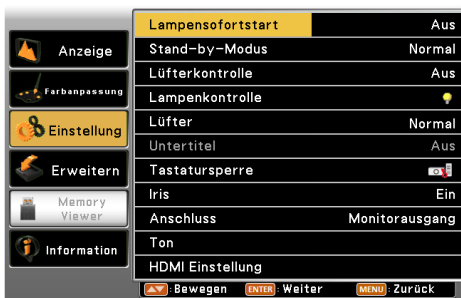 Anzeige
Farbanpassung
Einstellung
Erweitern
Memory
Viewer
Information
Lampensofortstart Aus
Stand-by-Modus Normal
Lüfterkontrolle Aus
Lampenkontrolle
Lüfter Normal
Untertitel Aus
Tastatursperre
Iris Ein
Anschluss Monitorausgang
Ton
HDMI Einstellung
:Bewegen ENTER:Weiter MENU:Zurück